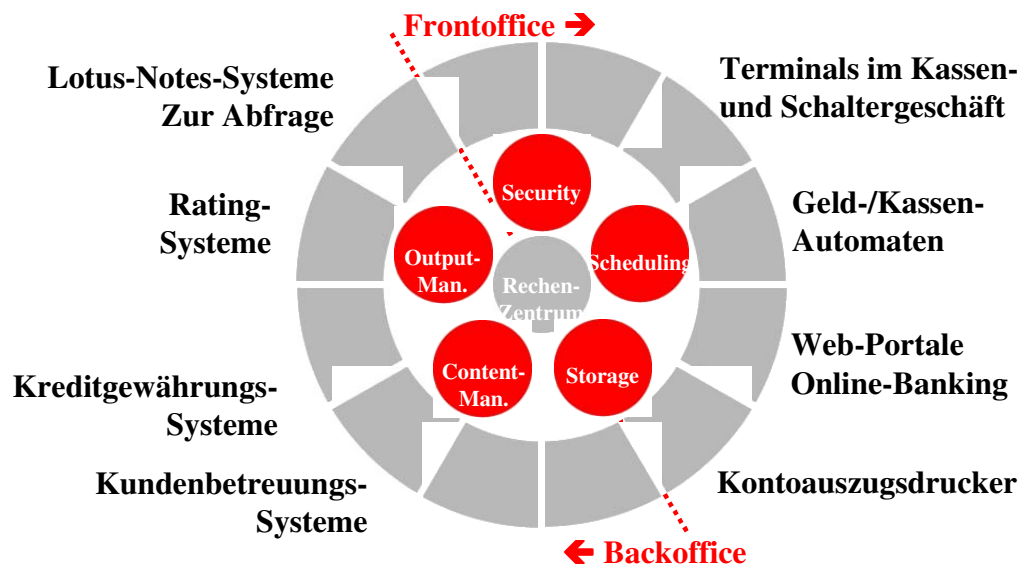 Frontoffice ➔
Lotus-Notes-Systeme
Zur Abfrage
Terminals im Kassen-
und Schaltergeschäft
Security
Rating-
Systeme
Geld-/Kassen-
Automaten
Output-
Man.
Scheduling
Rechen-
Zentrum
Web-Portale
Online-Banking
Content-
Man.
Storage
Kreditgewährungs-
Systeme
Kundenbetreuungs-
Systeme
Kontoauszugsdrucker
🡸 Backoffice